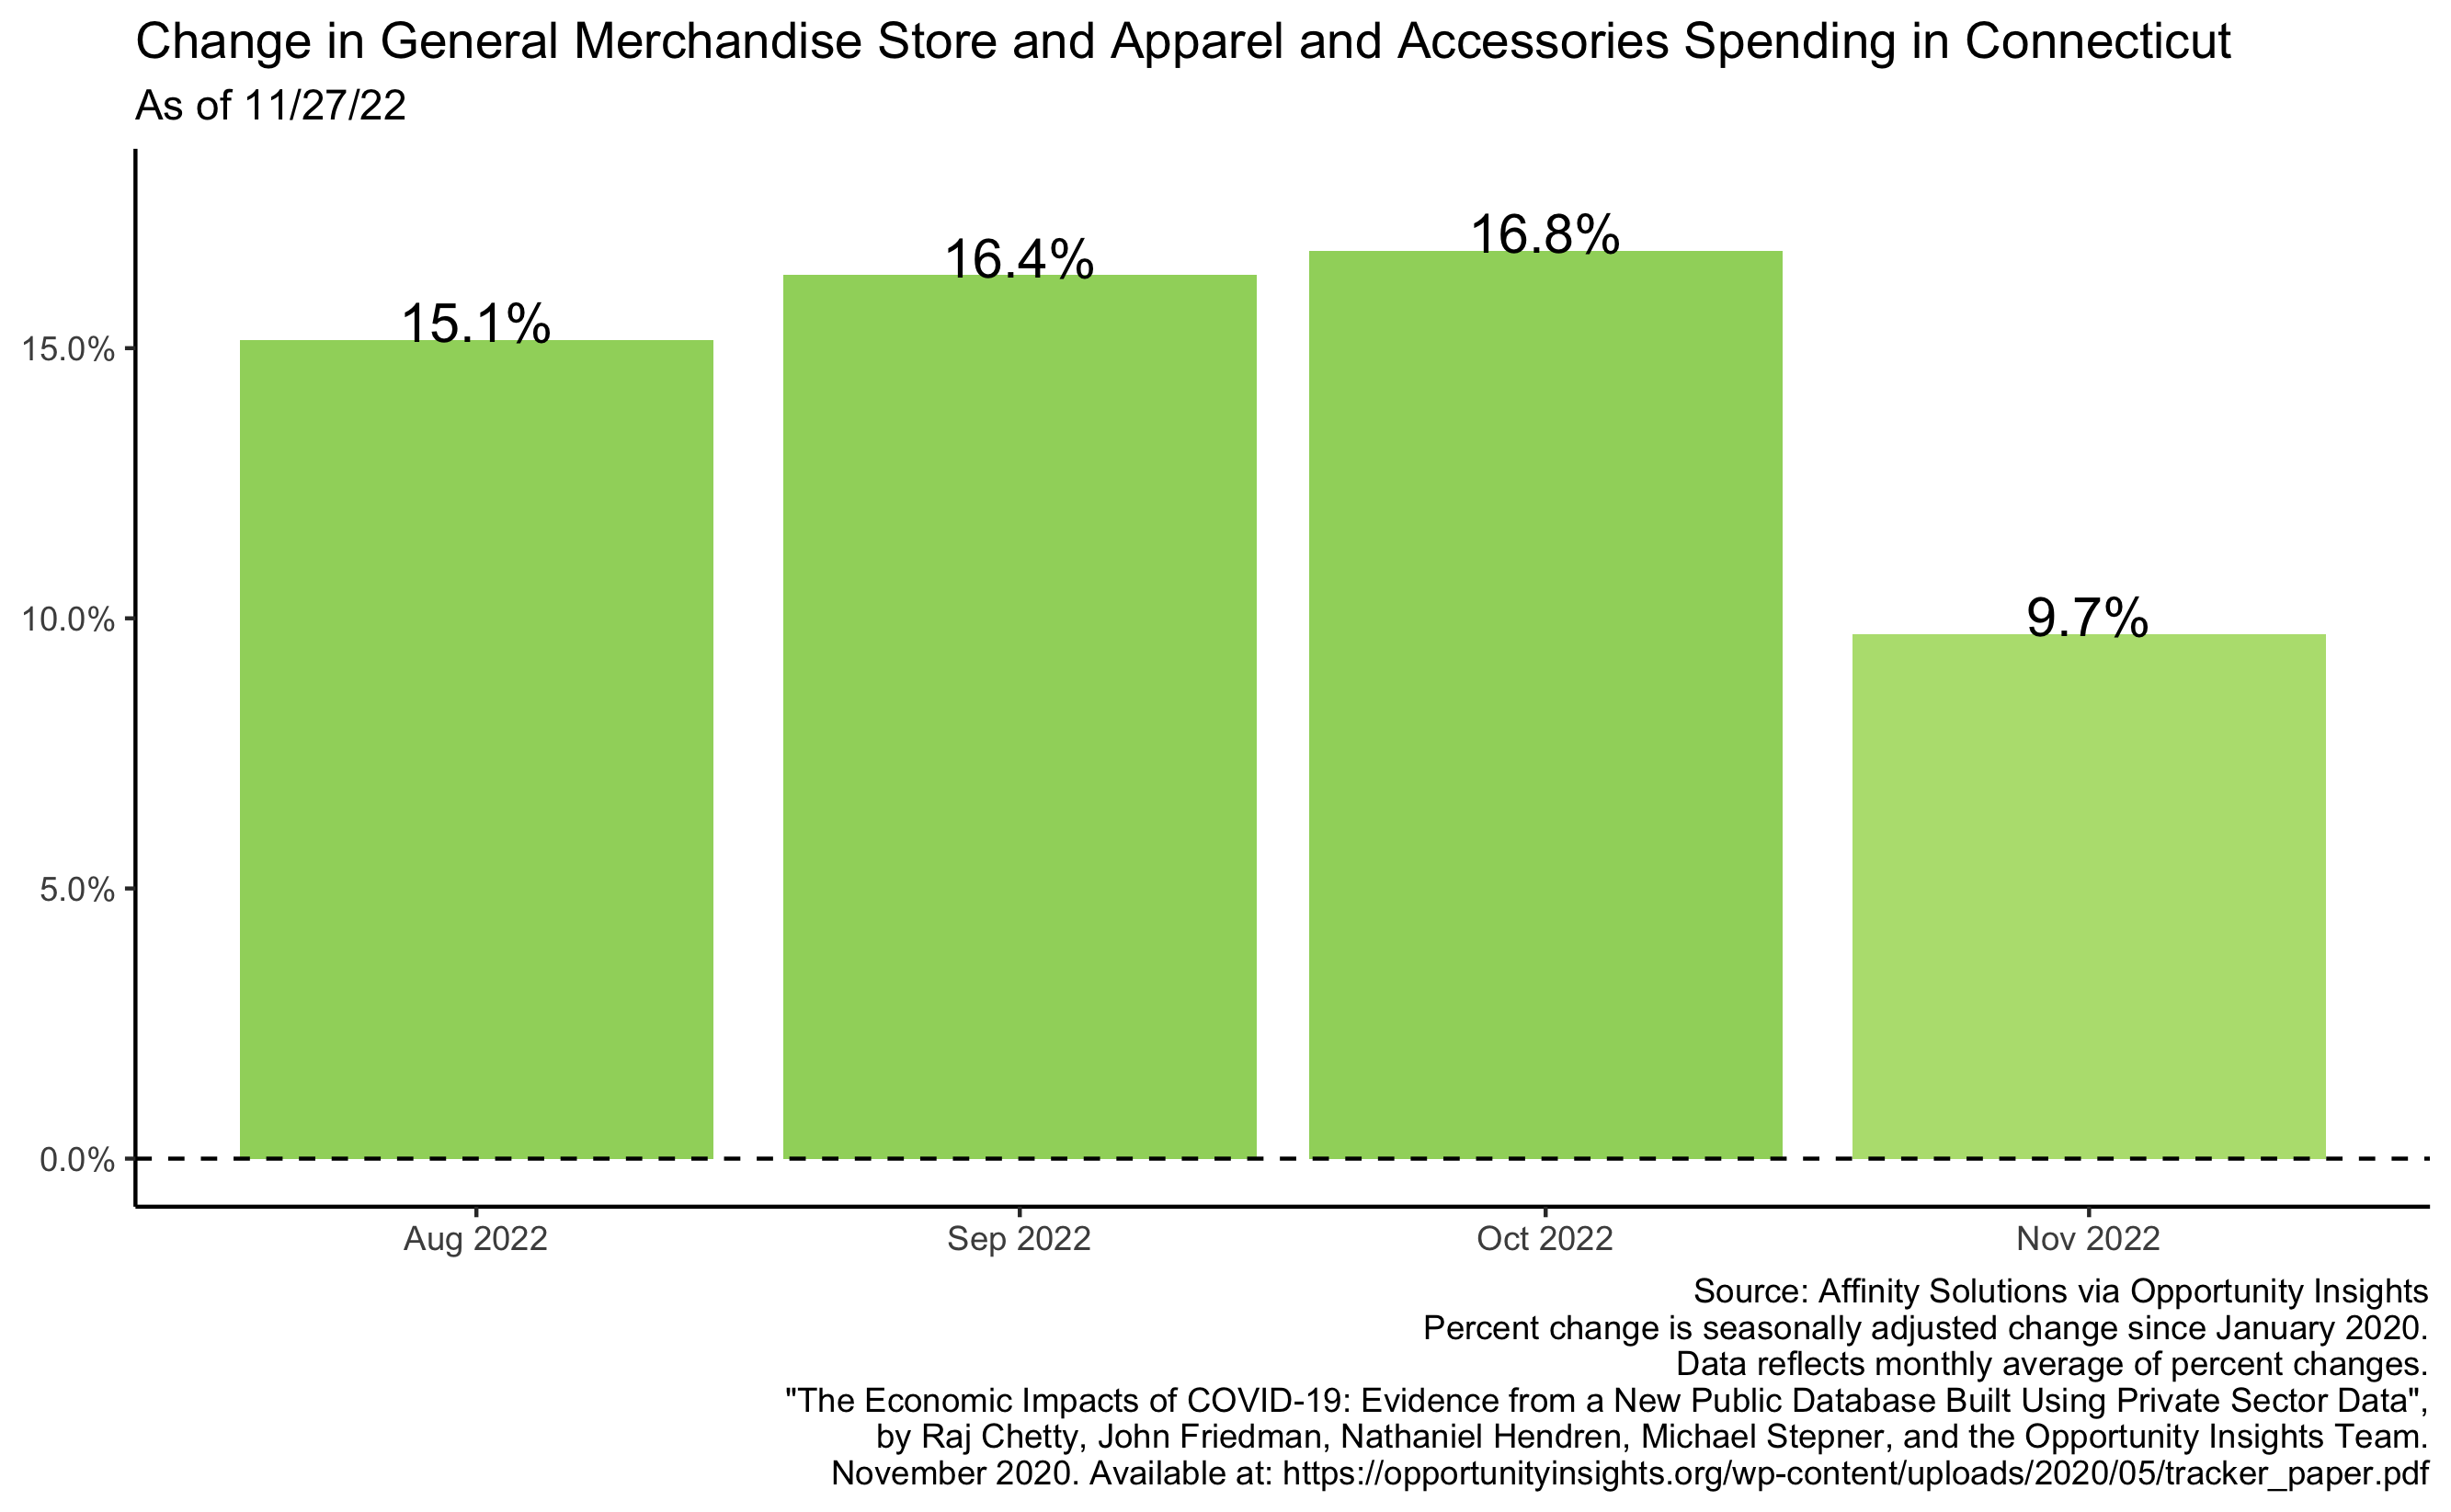 Change in General Merchandise Store and Apparel and Accessories Spending in Connecticut
As of 11/27/22
16.8%
16.4%
15.1%
15.0%
10.0%
9.7%
5.0%
0.0%
Aug 2022
Sep 2022
Oct 2022
Nov 2022
Source: Affinity Solutions via Opportunity Insights
Percent change is seasonally adjusted change since January 2020.
Data reflects monthly average of percent changes.
"The Economic Impacts of COVID-19: Evidence from a New Public Database Built Using Private Sector Data",
by Raj Chetty, John Friedman, Nathaniel Hendren, Michael Stepner, and the Opportunity Insights Team.
November 2020. Available at: https://opportunityinsights.org/wp-content/uploads/2020/05/tracker_paper.pdf